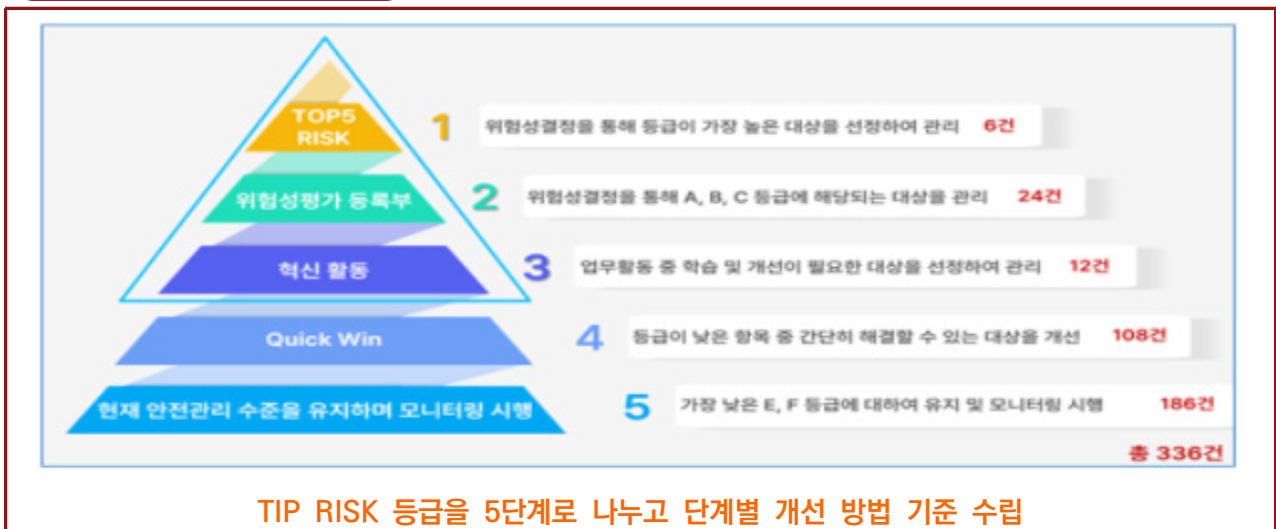 TOP5
RISK
1 위험성결정을 통해 등급이 가장 높은 대상을 선정하여 관리 6건
위험성평가 등록부
2 위험성결정을 통해 A, B, C 등급에 해당되는 대상을 관리 24건
혁신 활동
3 업무활동 중 학습 및 개선이 필요한 대상을 선정하여 관리 12건
Quick Win
4 등급이 낮은 항목 중 간단히 해결할 수 있는 대상을 개선 108건
현재 안전관리 수준을 유지하며 모니터링 시행
5 가장 낮은 E, F 등급에 대하여 유지 및 모니터링 시행 186건
총 336건
TIP RISK 등급을 5단계로 나누고 단계별 개선 방법 기준 수립